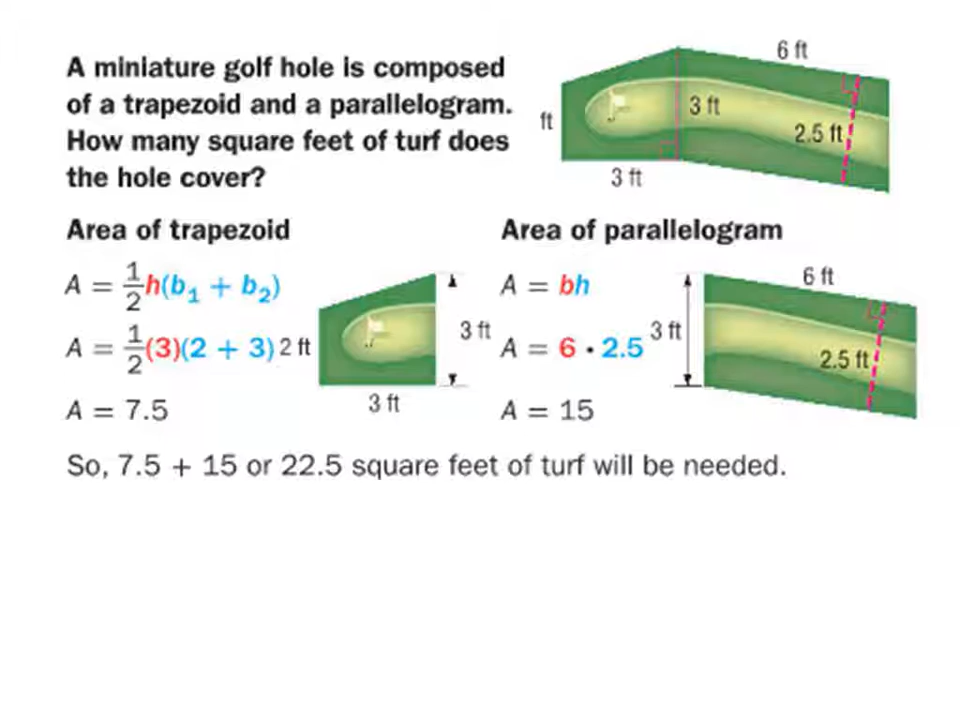 A miniature golf hole is composed
of a trapezoid and a parallelogram.
How many square feet of turf does
the hole cover?
6 ft
ft
3 ft
2.5 ft
3 ft
Area of trapezoid
A = 1/2 h(b₁ + b₂)
A = 1/2 (3)(2 + 3)
A = 7.5
2 ft
3 ft
3 ft
Area of parallelogram
A = bh
A = 6 · 2.5
A = 15
3 ft
6 ft
2.5 ft
So, 7.5 + 15 or 22.5 square feet of turf will be needed.